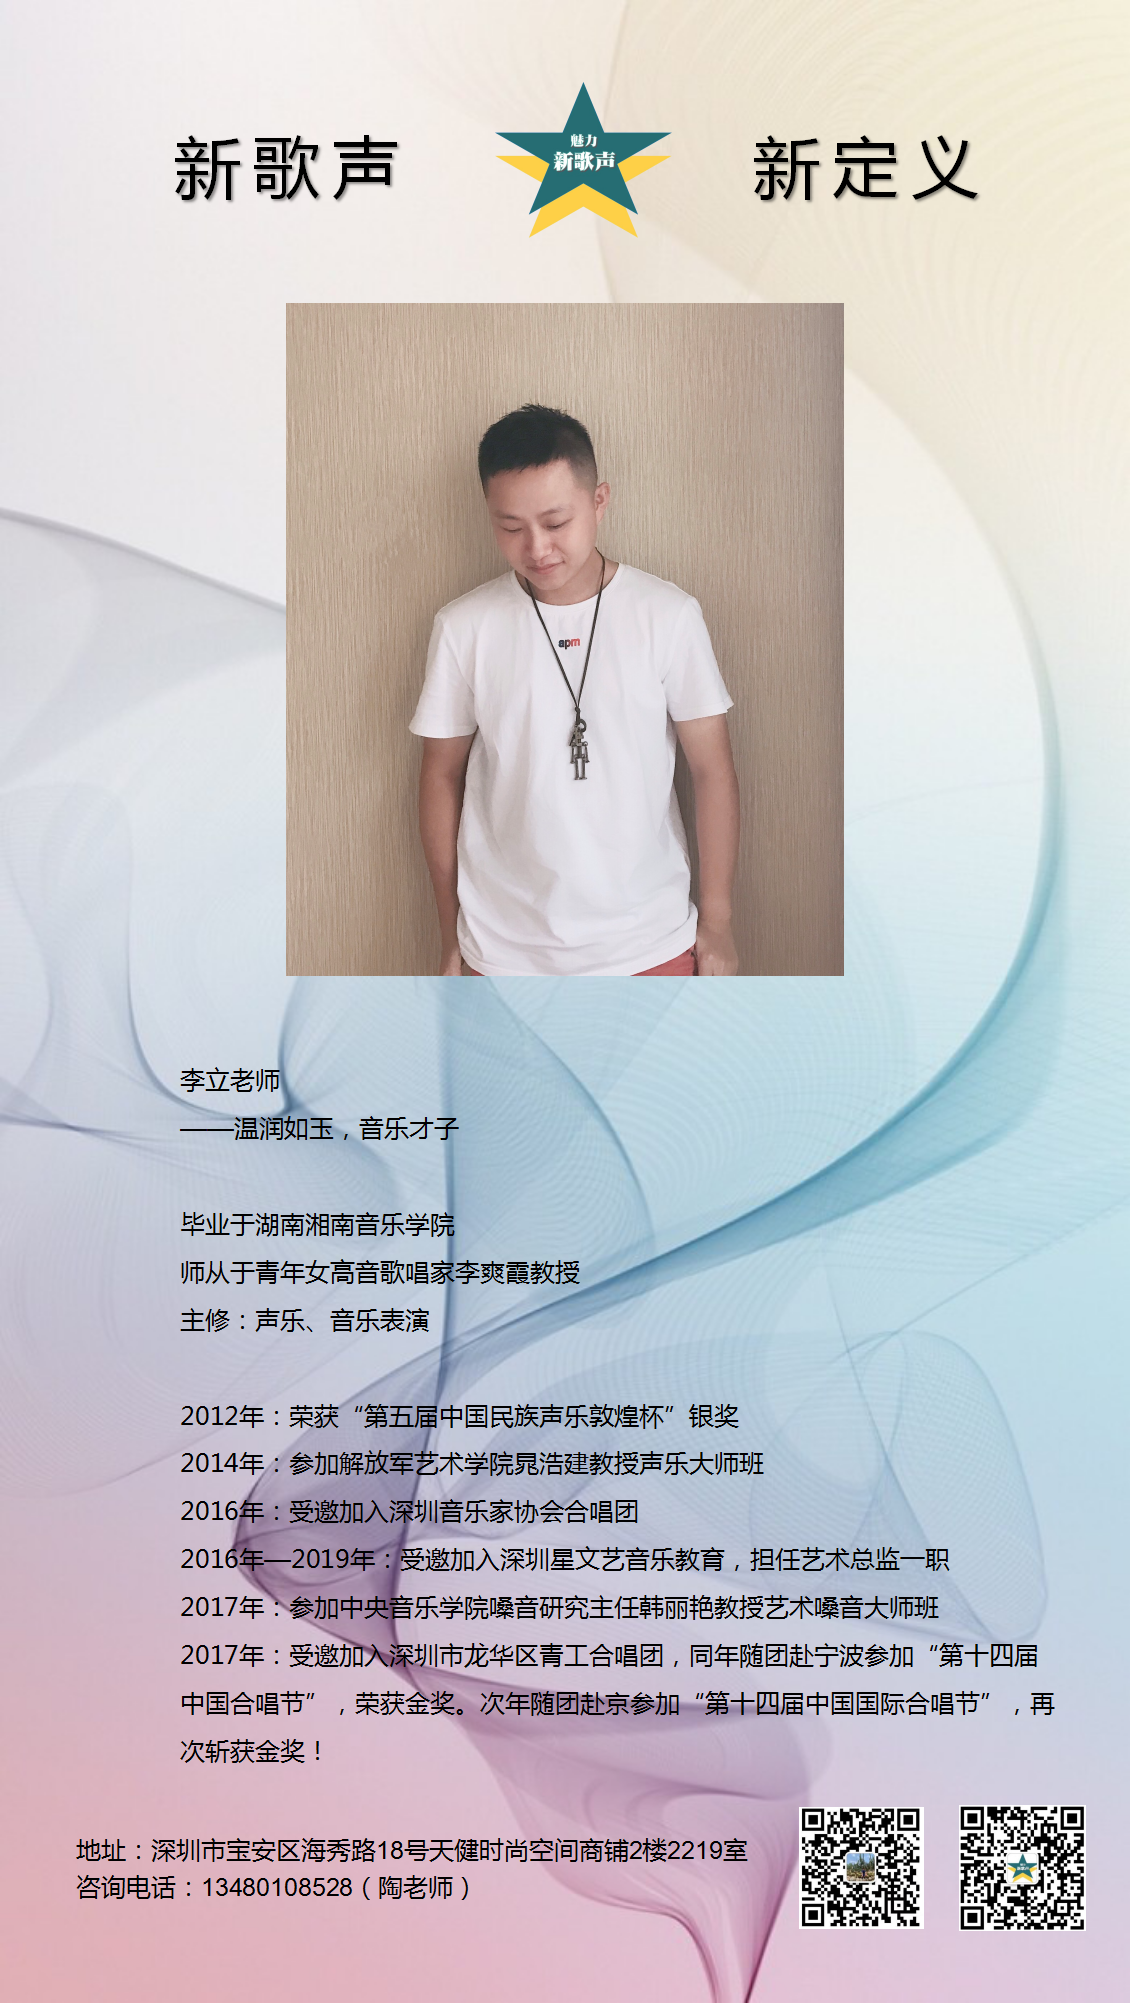 新歌声
魅力
新歌声
新定义
apm
李立老师
——温润如玉，音乐才子
毕业于湖南湘南音乐学院
师从于青年女高音歌唱家李爽霞教授
主修：声乐、音乐表演
2012年：荣获“第五届中国民族声乐敦煌杯”银奖
2014年：参加解放军艺术学院晁浩建教授声乐大师班
2016年：受邀加入深圳音乐家协会合唱团
2016年—2019年：受邀加入深圳星文艺音乐教育，担任艺术总监一职
2017年：参加中央音乐学院嗓音研究主任韩丽艳教授艺术嗓音大师班
2017年：受邀加入深圳市龙华区青工合唱团，同年随团赴宁波参加“第十四届
中国合唱节”，荣获金奖。次年随团赴京参加“第十四届中国国际合唱节”，再
次斩获金奖！
地址：深圳市宝安区海秀路18号天健时尚空间商铺2楼2219室
咨询电话：13480108528（陶老师）